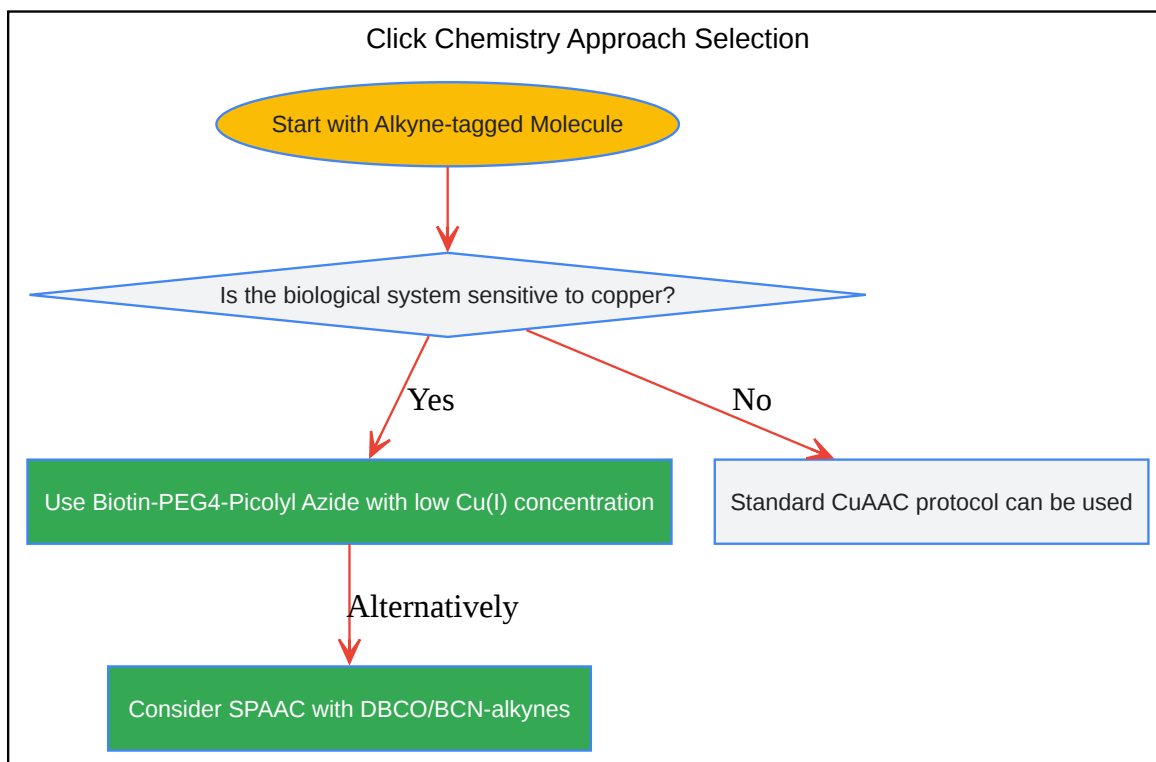 Click Chemistry Approach Selection
Start with Alkyne-tagged Molecule
Is the biological system sensitive to copper?
Yes
No
Use Biotin-PEG4-Picolyl Azide with low Cu(I) concentration
Standard CuAAC protocol can be used
Alternatively
Consider SPAAC with DBCO/BCN-alkynes